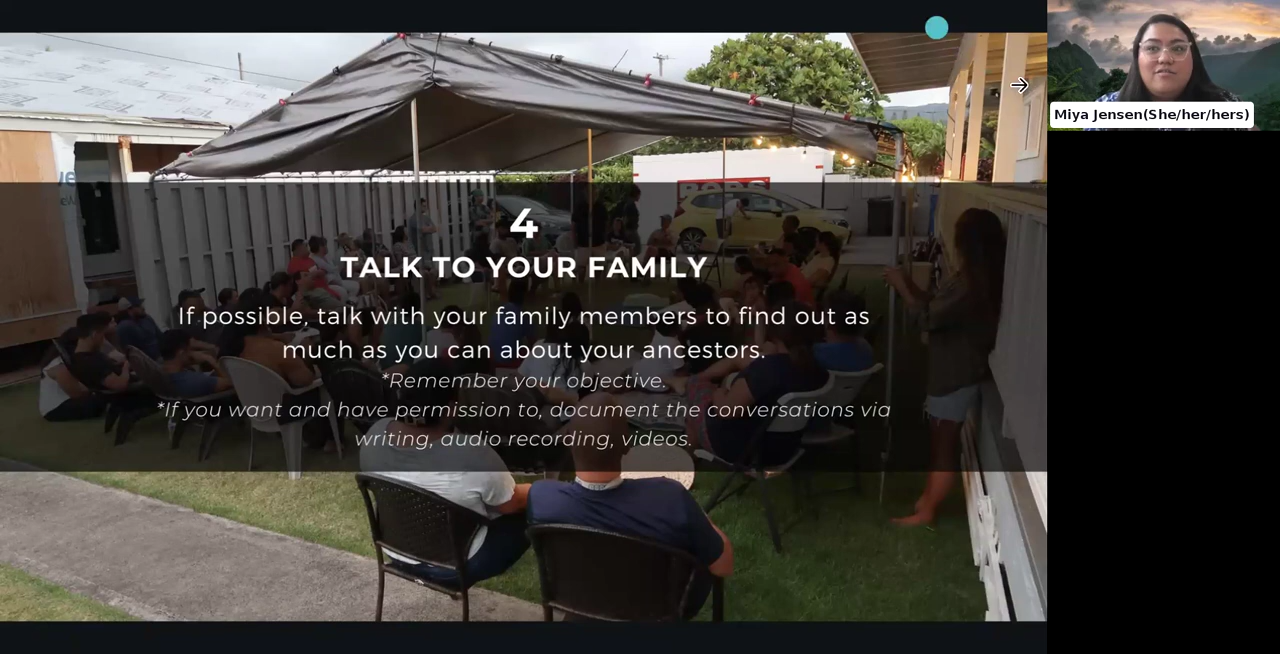 4
TALK TO YOUR FAMILY
If possible, talk with your family members to find out as
much as you can about your ancestors.
*Remember your objective.
*If you want and have permission to, document the conversations via
writing, audio recording, videos.
Miya Jensen(She/her/hers)